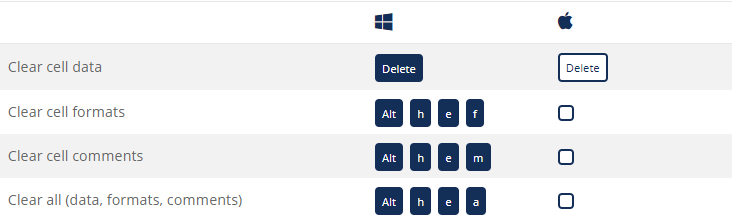 Clear cell data Delete Delete
Clear cell formats Alt h e f
Clear cell comments Alt h e m
Clear all (data, formats, comments) Alt h e a